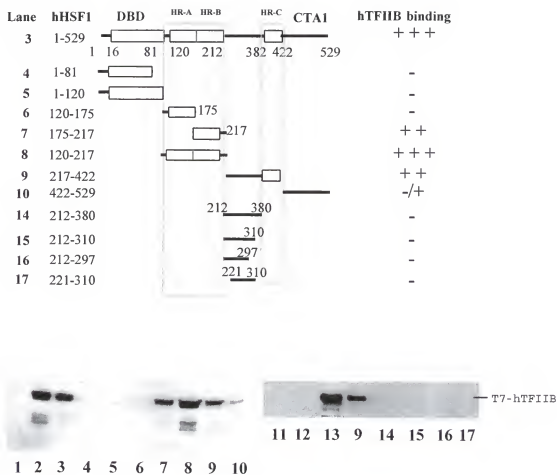 Lane hHSF1 DBD HR-A HR-B HR-C CTA1 hTFIIB binding
3 1-529 + + +
1 16 81 120 212 382 422 529
4 1-81 -
5 1-120 -
6 120-175 175 -
7 175-217 217 + +
8 120-217 + + +
9 217-422 + +
10 422-529 -/+
14 212-380 212 380 -
15 212-310 310 -
16 212-297 297 -
17 221-310 221 310 -
T7-hTFIIB
1 2 3 4 5 6 7 8 9 10
11 12 13 9 14 15 16 17